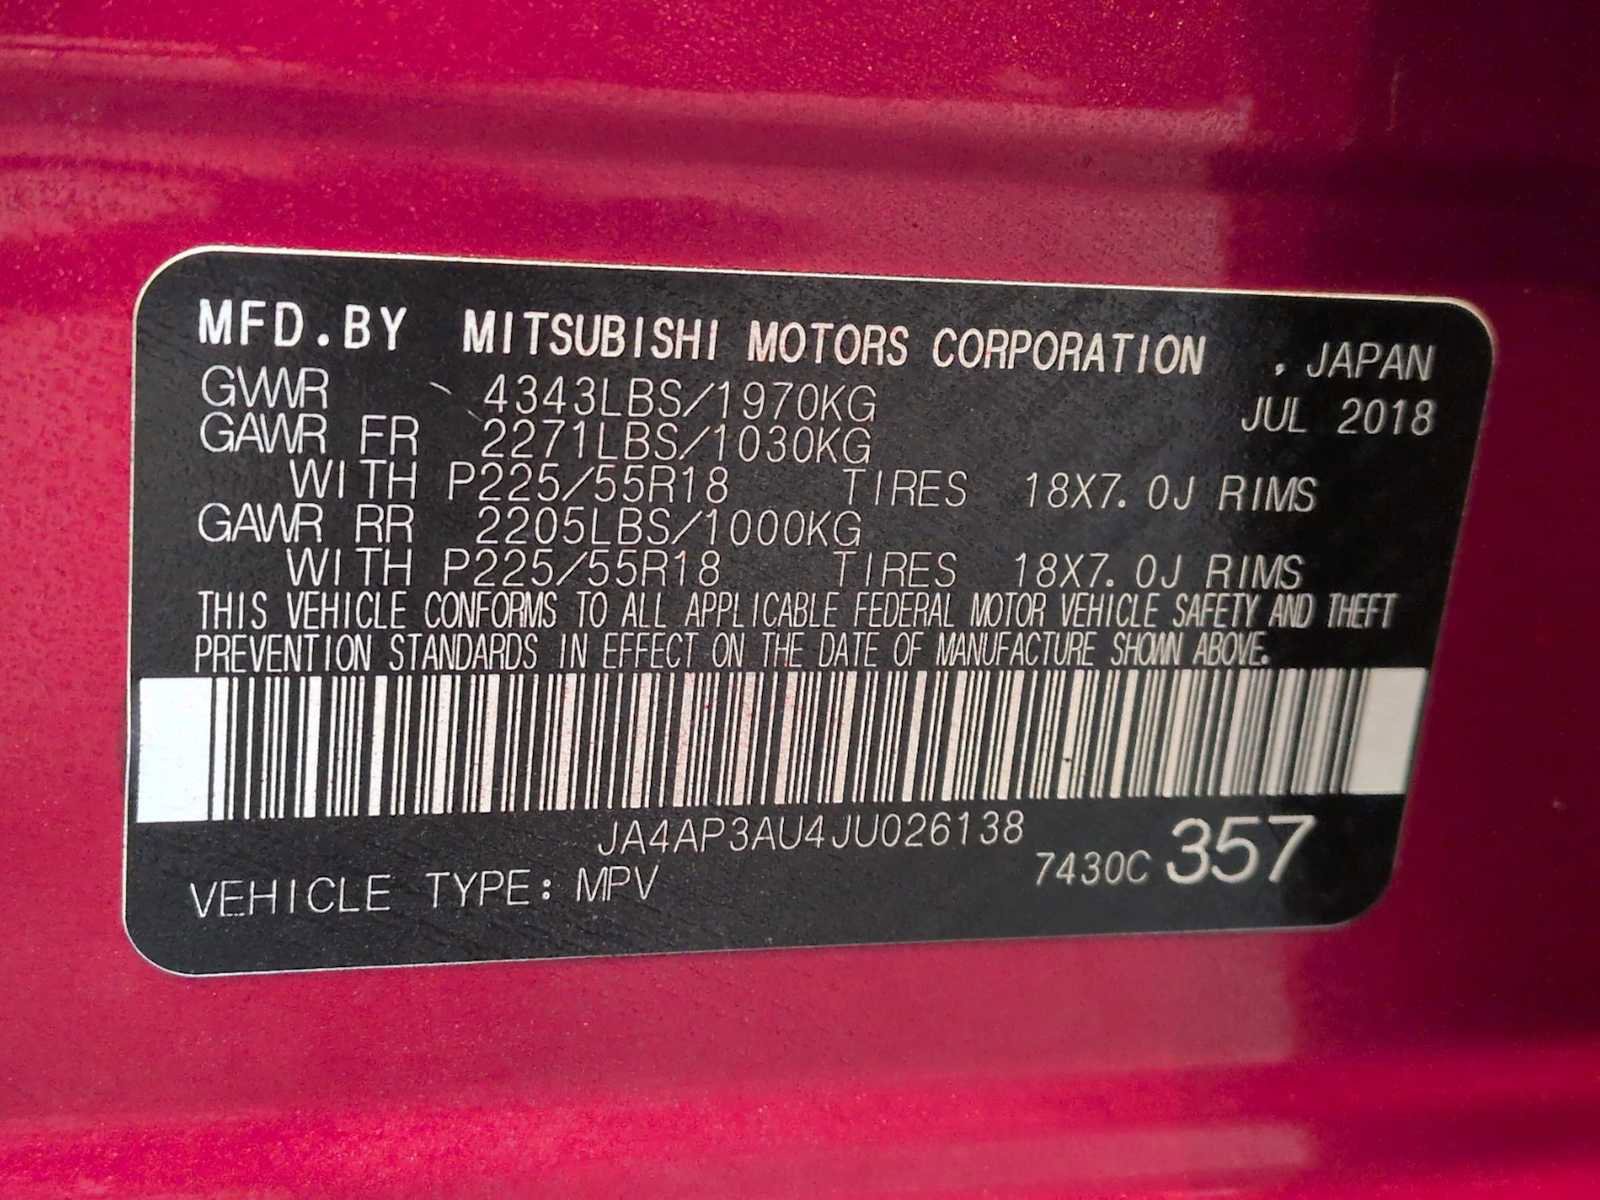 MFD.BY MITSUBISHI MOTORS CORPORATION , JAPAN
GVWR 4343LBS/1970KG JUL 2018
GAWR FR 2271LBS/1030KG
WITH P225/55R18 TIRES 18X7.0J RIMS
GAWR RR 2205LBS/1000KG
WITH P225/55R18 TIRES 18X7.0J RIMS
THIS VEHICLE CONFORMS TO ALL APPLICABLE FEDERAL MOTOR VEHICLE SAFETY AND THEFT
PREVENTION STANDARDS IN EFFECT ON THE DATE OF MANUFACTURE SHOWN ABOVE.
JA4AP3AU4JU026138
VEHICLE TYPE: MPV 7430C 357